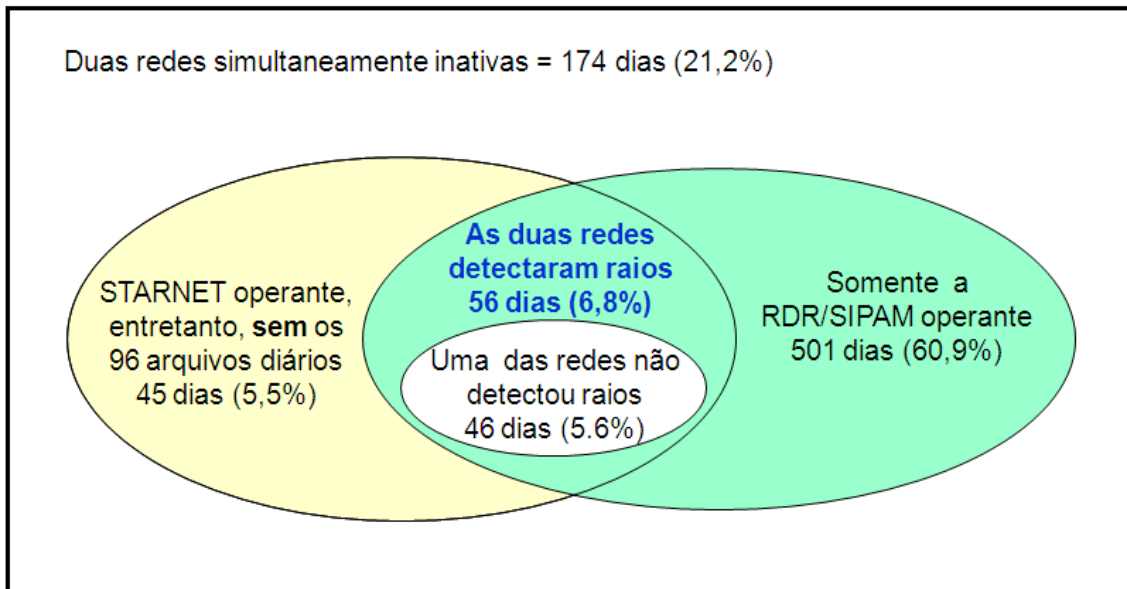 Duas redes simultaneamente inativas = 174 dias (21,2%)
STARNET operante,
entretanto, sem os
96 arquivos diários
45 dias (5,5%)
As duas redes
detectaram raios
56 dias (6,8%)
Uma das redes não
detectou raios
46 dias (5.6%)
Somente a
RDR/SIPAM operante
501 dias (60,9%)